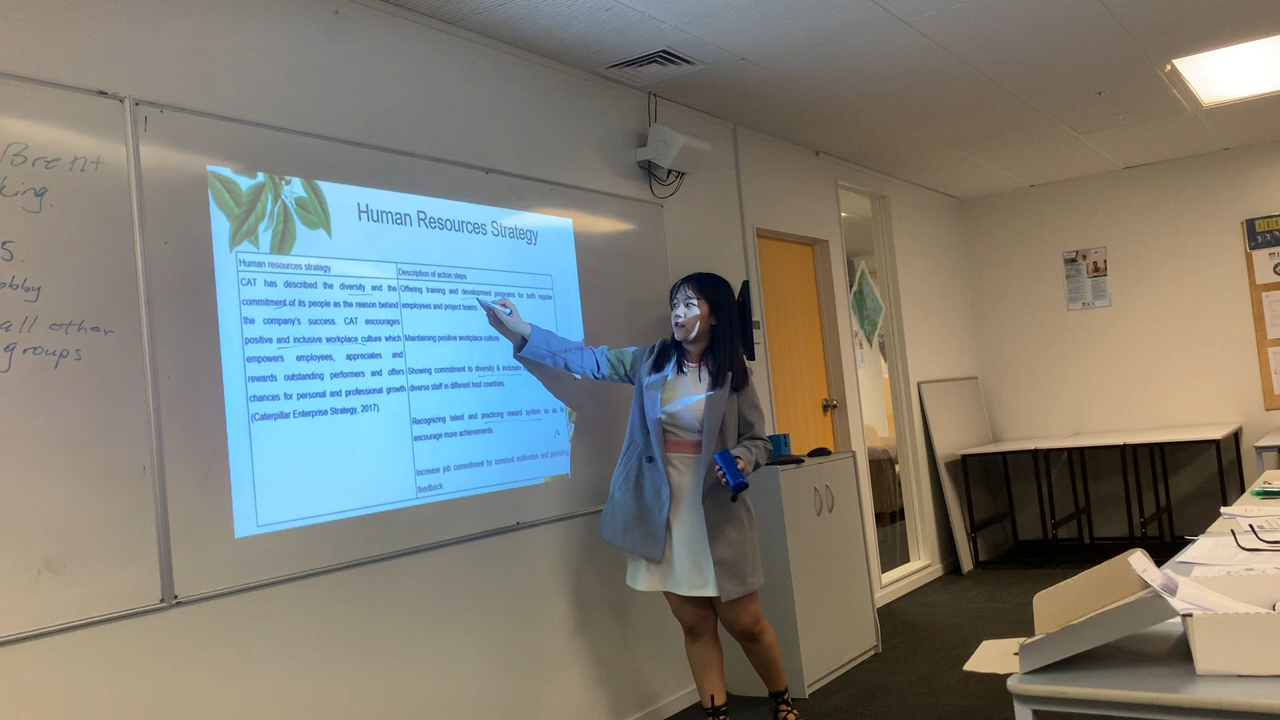 Brent
king.
5.
obby
all other
groups
Human Resources Strategy
Human resources strategy
CAT has described the diversity and the
commitment of its people as the reason behind
the company's success. CAT encourages
positive and inclusive workplace culture which
empowers employees, appreciates and
rewards outstanding performers and offers
chances for personal and professional growth
(Caterpillar Enterprise Strategy, 2017).
Description of action steps
Offering training and development programs for both regular
employees and project teams.
Maintaining positive workplace culture
Showing commitment to diversity & inclusion
diverse staff in different host countries.
Recognizing talent and practicing reward system so as to
encourage more achievements.
Increase job commitment by constant motivation and providing
feedback